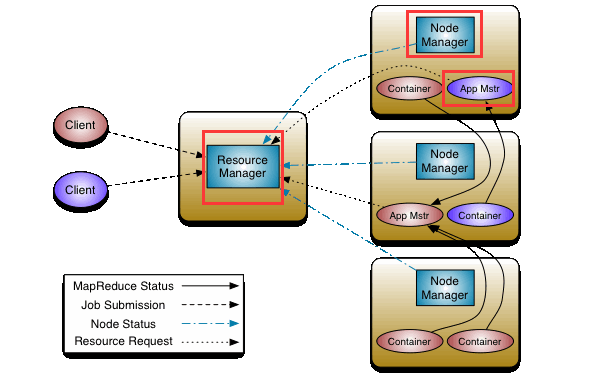 Node
Manager
Container
App Mstr
Client
Resource
Manager
Client
Node
Manager
App Mstr
Container
Node
Manager
Container
Container
MapReduce Status
Job Submission
Node Status
Resource Request